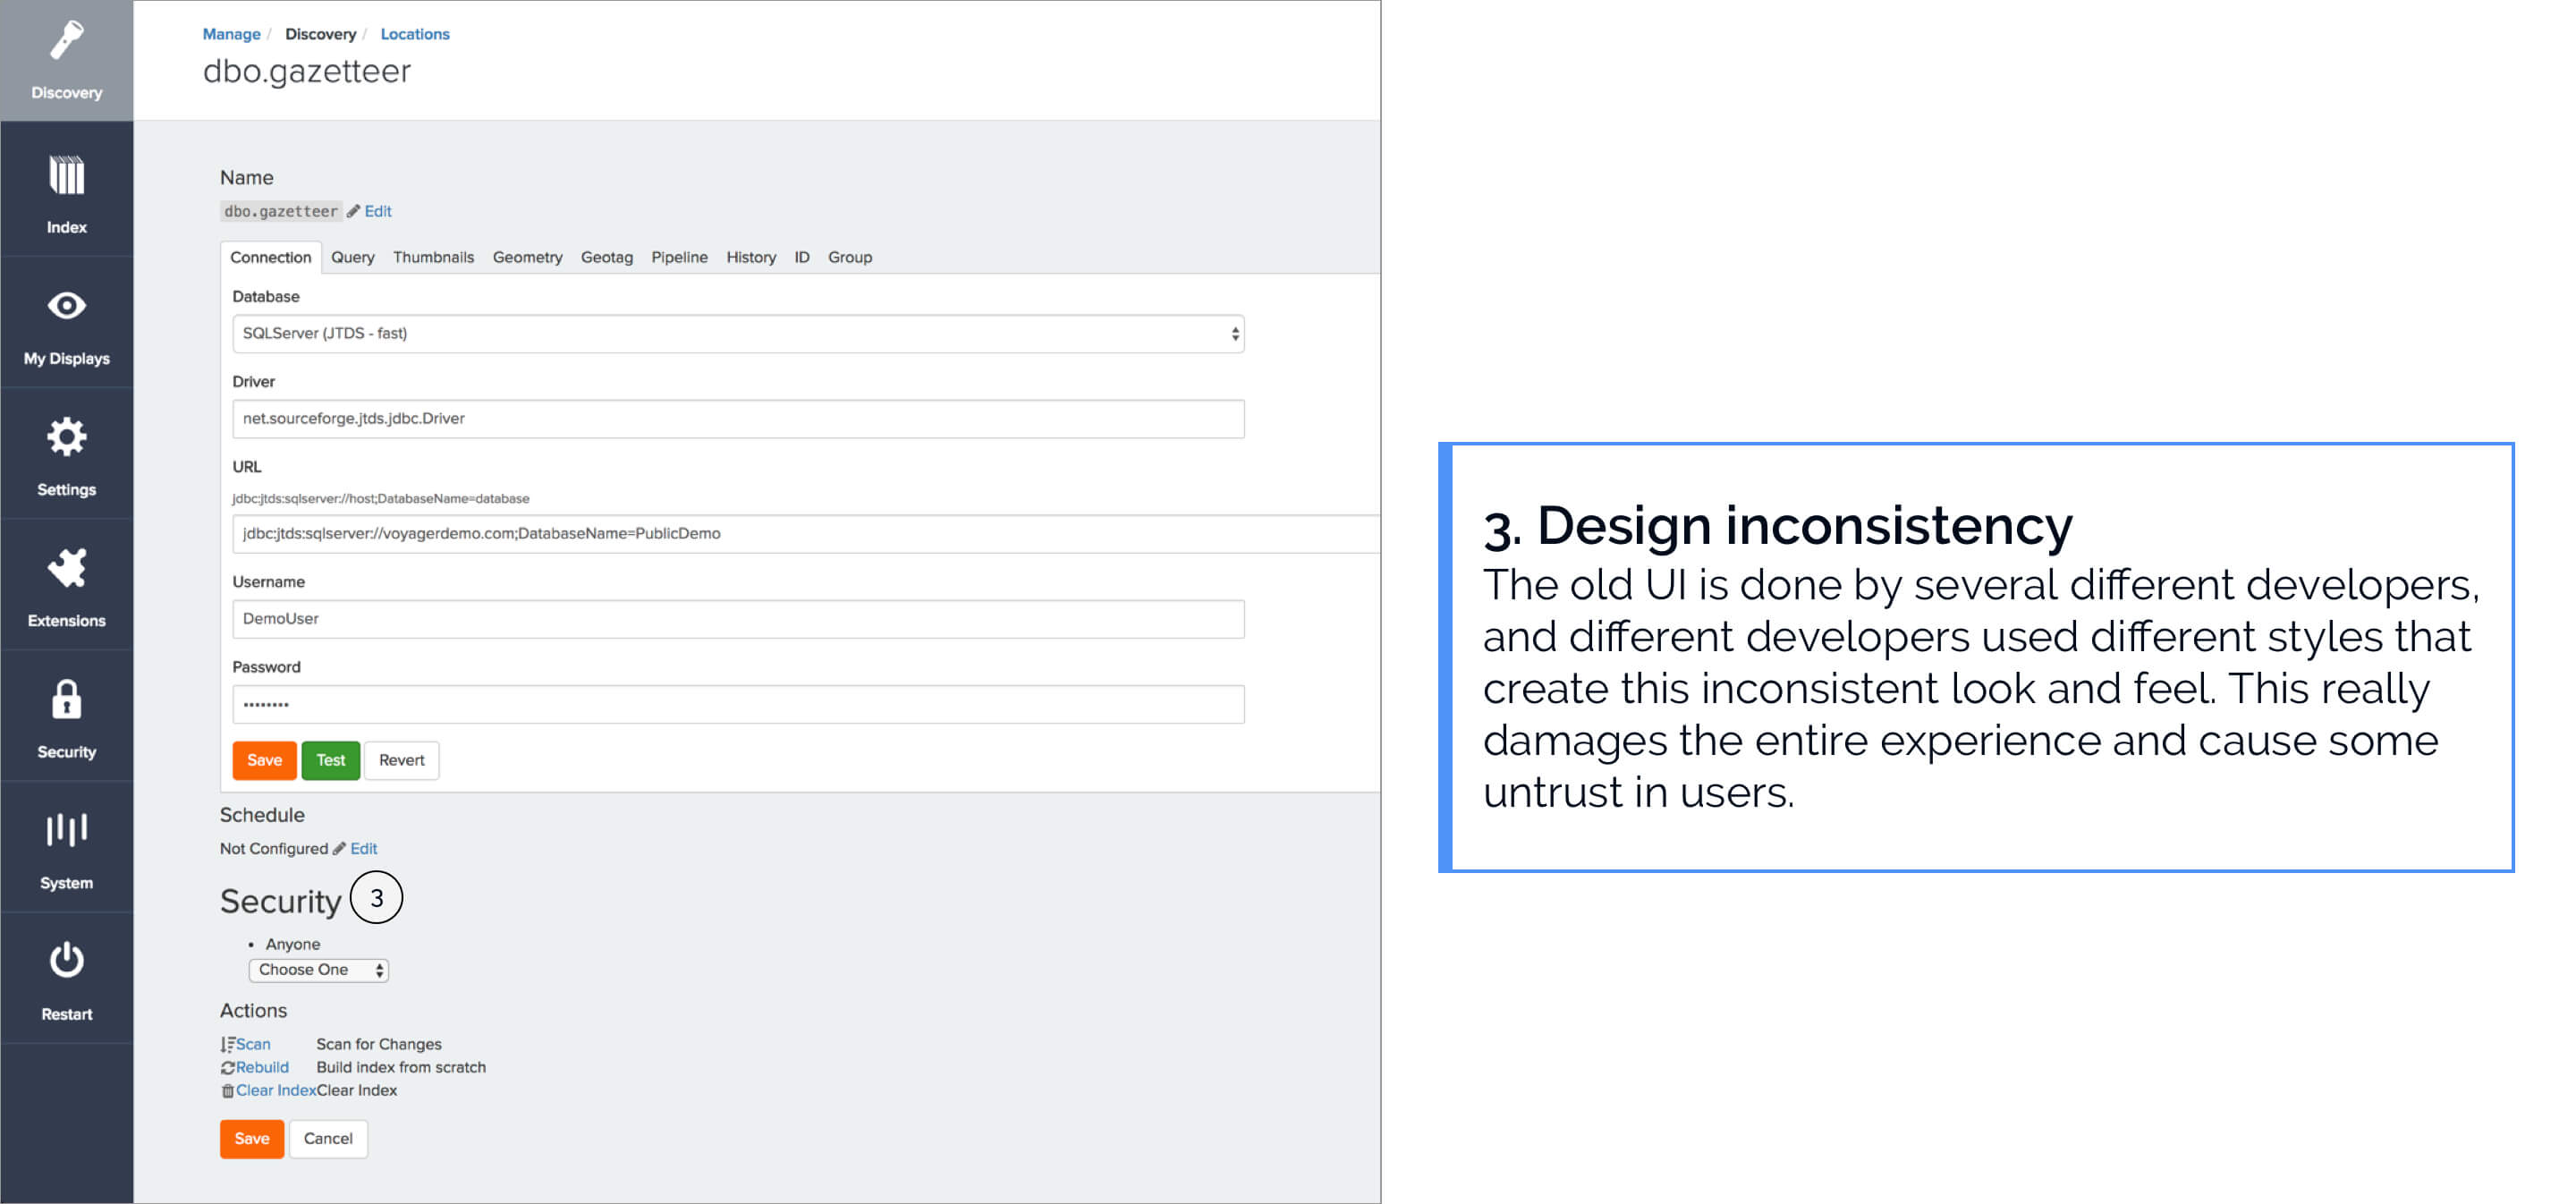 Discovery
Index
My Displays
Settings
Extensions
Security
System
Restart
Manage / Discovery / Locations
dbo.gazetteer
Name
dbo.gazetteer Edit
Connection Query Thumbnails Geometry Geotag Pipeline History ID Group
Database
SQLServer (JTDS - fast)
Driver
net.sourceforge.jtds.jdbc.Driver
URL
jdbc:jtds:sqlserver://host;DatabaseName=database
jdbc:jtds:sqlserver://voyagerdemo.com;DatabaseName=PublicDemo
Username
DemoUser
Password
••••••••
Save Test Revert
Schedule
Not Configured Edit
Security 3
• Anyone
Choose One
Actions
Scan Scan for Changes
Rebuild Build index from scratch
Clear Index Clear Index
Save Cancel
3. Design inconsistency
The old UI is done by several different developers,
and different developers used different styles that
create this inconsistent look and feel. This really
damages the entire experience and cause some
untrust in users.